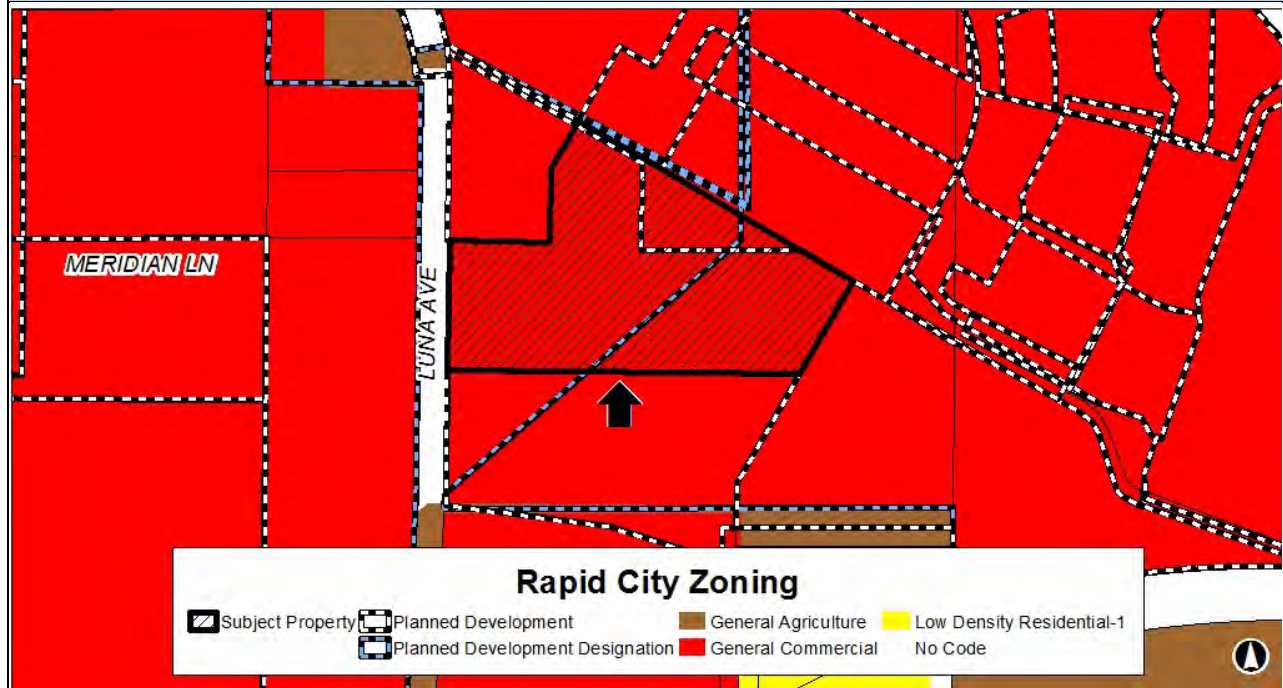 MERIDIAN LN
LUNA AVE
Rapid City Zoning
Subject Property Planned Development General Agriculture Low Density Residential-1
Planned Development Designation General Commercial No Code